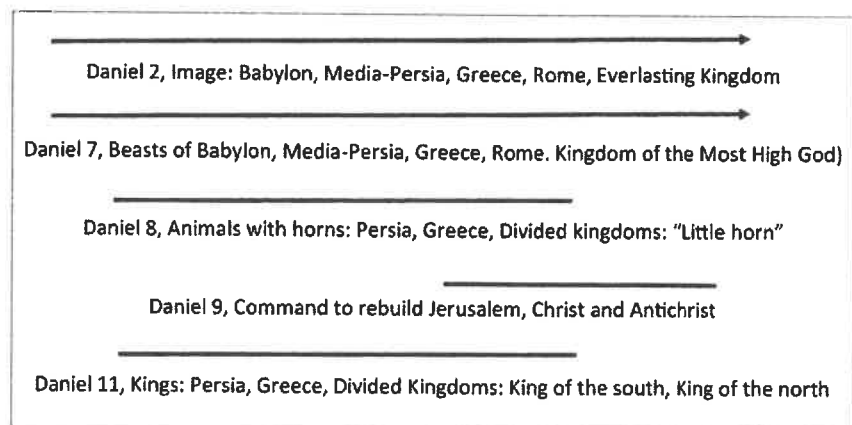 Daniel 2, Image: Babylon, Media-Persia, Greece, Rome, Everlasting Kingdom
Daniel 7, Beasts of Babylon, Media-Persia, Greece, Rome. Kingdom of the Most High God)
Daniel 8, Animals with horns: Persia, Greece, Divided kingdoms: “Little horn”
Daniel 9, Command to rebuild Jerusalem, Christ and Antichrist
Daniel 11, Kings: Persia, Greece, Divided Kingdoms: King of the south, King of the north